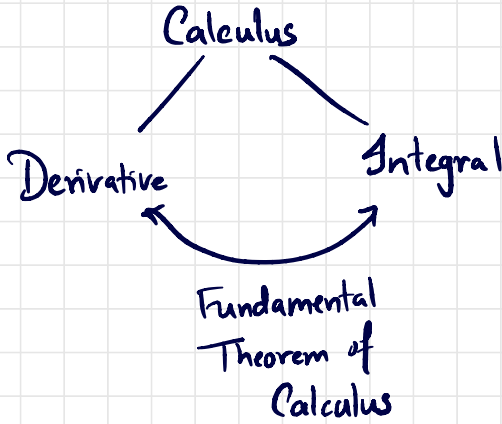 Calculus
Derivative
Integral
Fundamental
Theorem of
Calculus